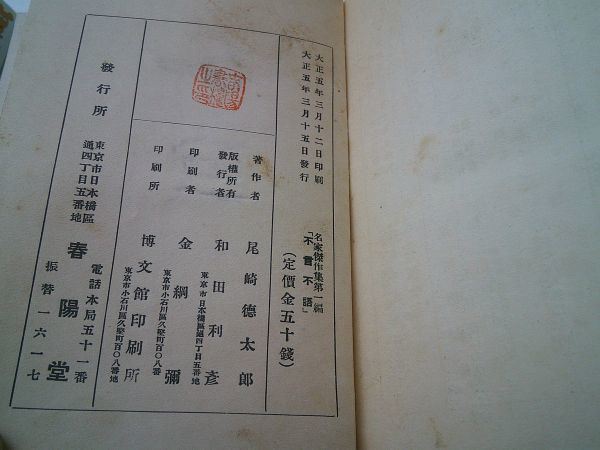 大正五年三月十二日印刷
大正五年三月十五日發行
名家傑作集第一編
「不言不語」
(定價金五十錢)
著作者 尾崎德太郎
版權所有
發行者 和田利彥
東京市日本橋區通四丁目五番地
印刷者 金綱彌
東京市小石川區久堅町百〇八番地
印刷所 博文館印刷所
東京市小石川區久堅町百〇八番地
發行所
東京市日本橋區
通四丁目五番地
春陽堂
電話本局五十一番
振替一六一七